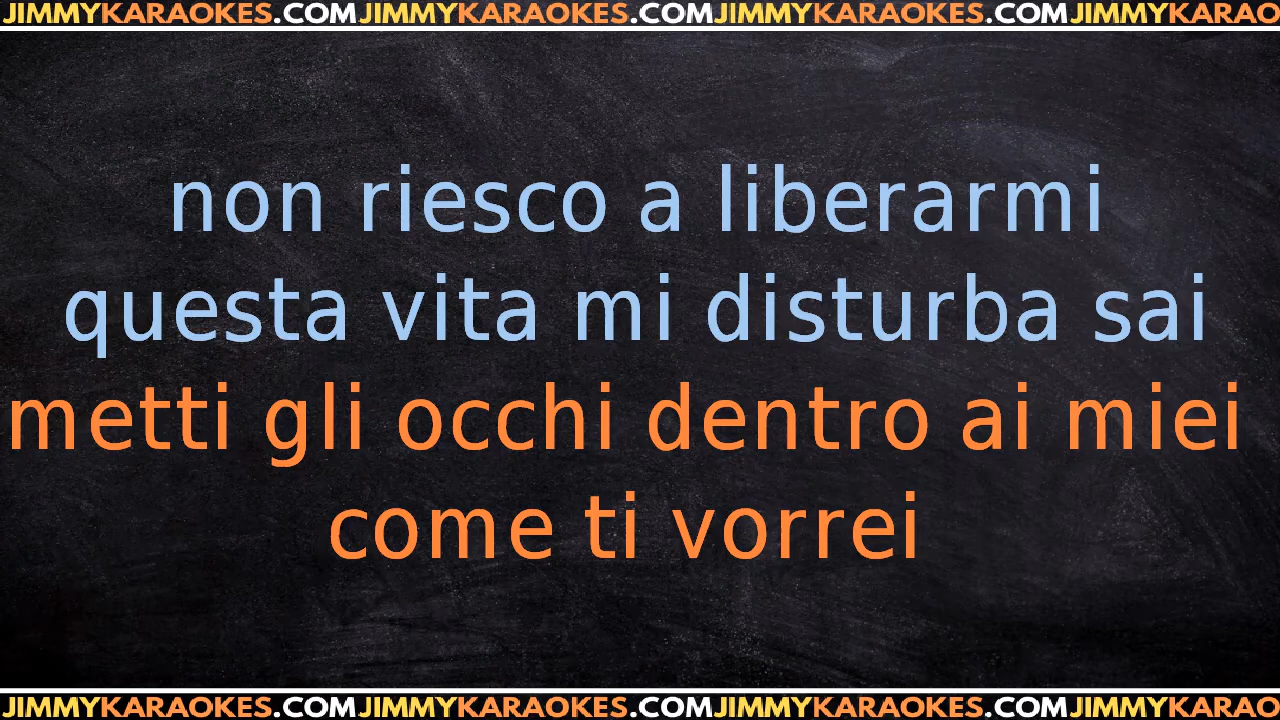 JIMMYKARAOKES.COMJIMMYKARAOKES.COMJIMMYKARAOKES.COMJIMMYKARAO
non riesco a liberarmi
questa vita mi disturba sai
metti gli occhi dentro ai miei
come ti vorrei
JIMMYKARAOKES.COMJIMMYKARAOKES.COMJIMMYKARAOKES.COMJIMMYKARAO